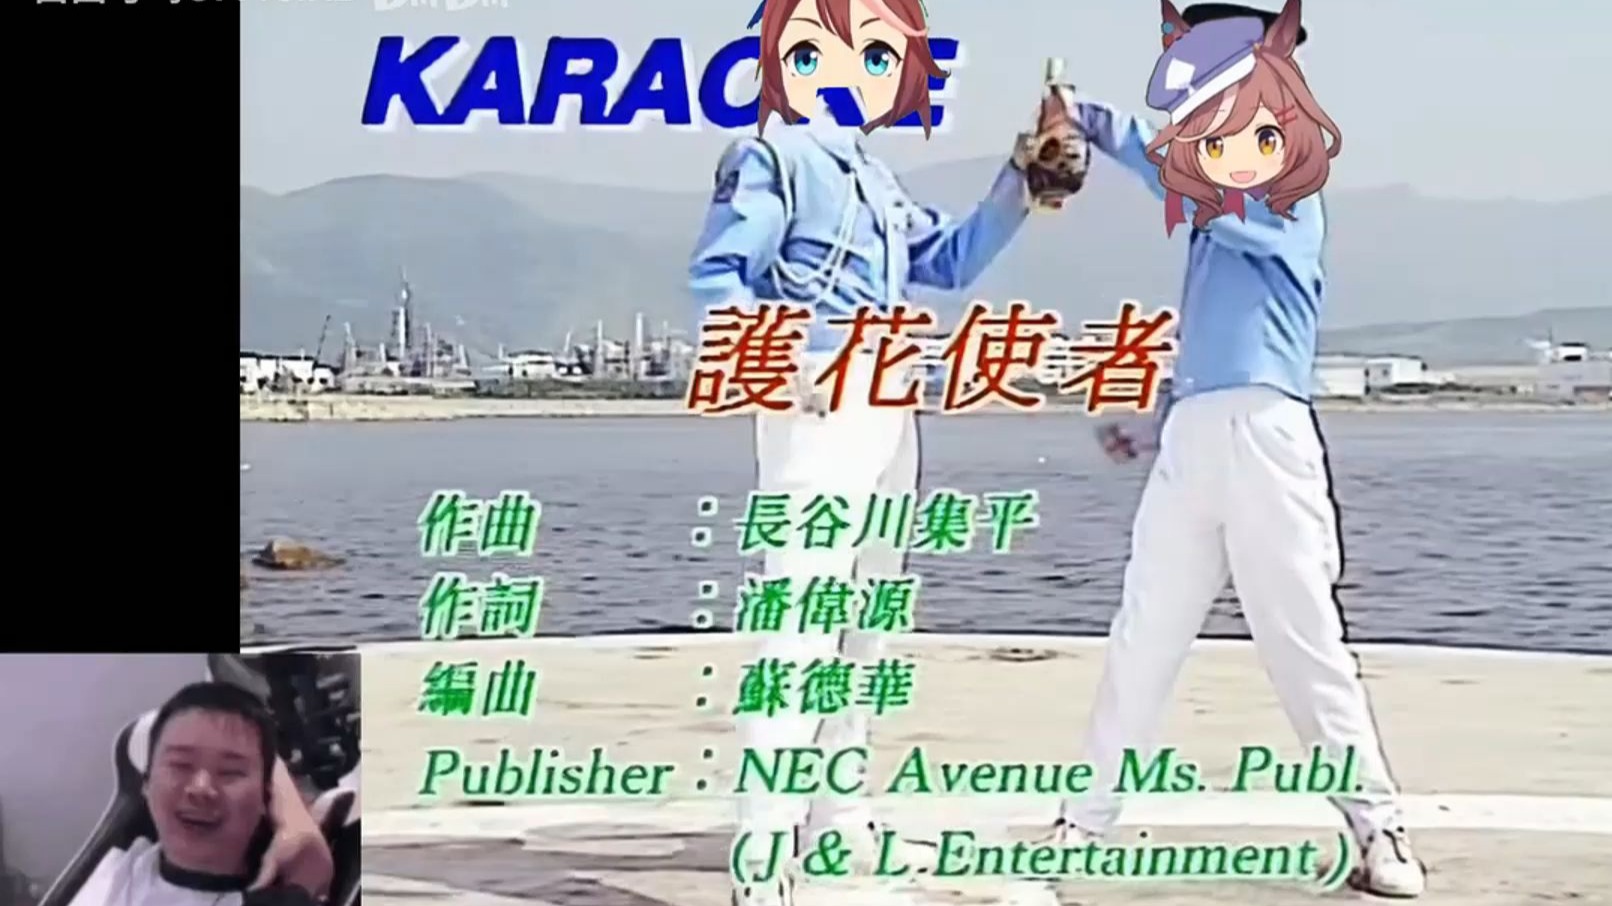 KARAOKE
護花使者
作曲 :長谷川集平
作詞 :潘偉源
編曲 :蘇德華
Publisher :NEC Avenue Ms. Publ.
(J & L Entertainment)